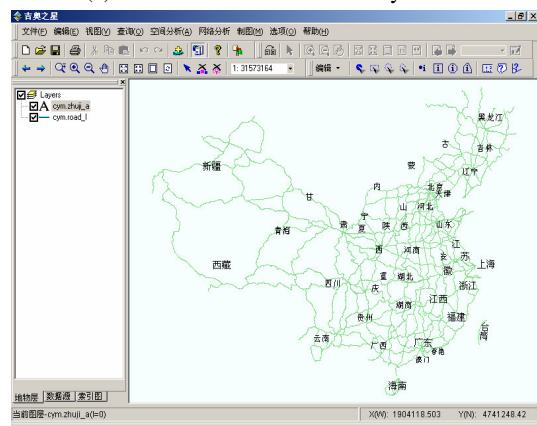 吉奥之星
文件(F) 编辑(E) 视图(V) 查询(Q) 空间分析(A) 网络分析 制图(M) 选项(O) 帮助(H)
1: 31573164 编辑
Layers
cym.zhuji_a
cym.road_l
黑龙江
吉林
古
辽宁
蒙
新疆
内
北京
天津
甘
山 河北
宁
肃 夏 陕 西 山东
青海
西 河南 江
苏
安
徽 上海
西藏
重 湖北
四川 庆 浙江
江西
湖南
贵州 福建
云南 台
湾
广西 广东
香港
澳门
海南
地物层 数据源 索引图
当前图层-cym.zhuji_a(I=0) X(W): 1904118.503 Y(N): 4741248.42